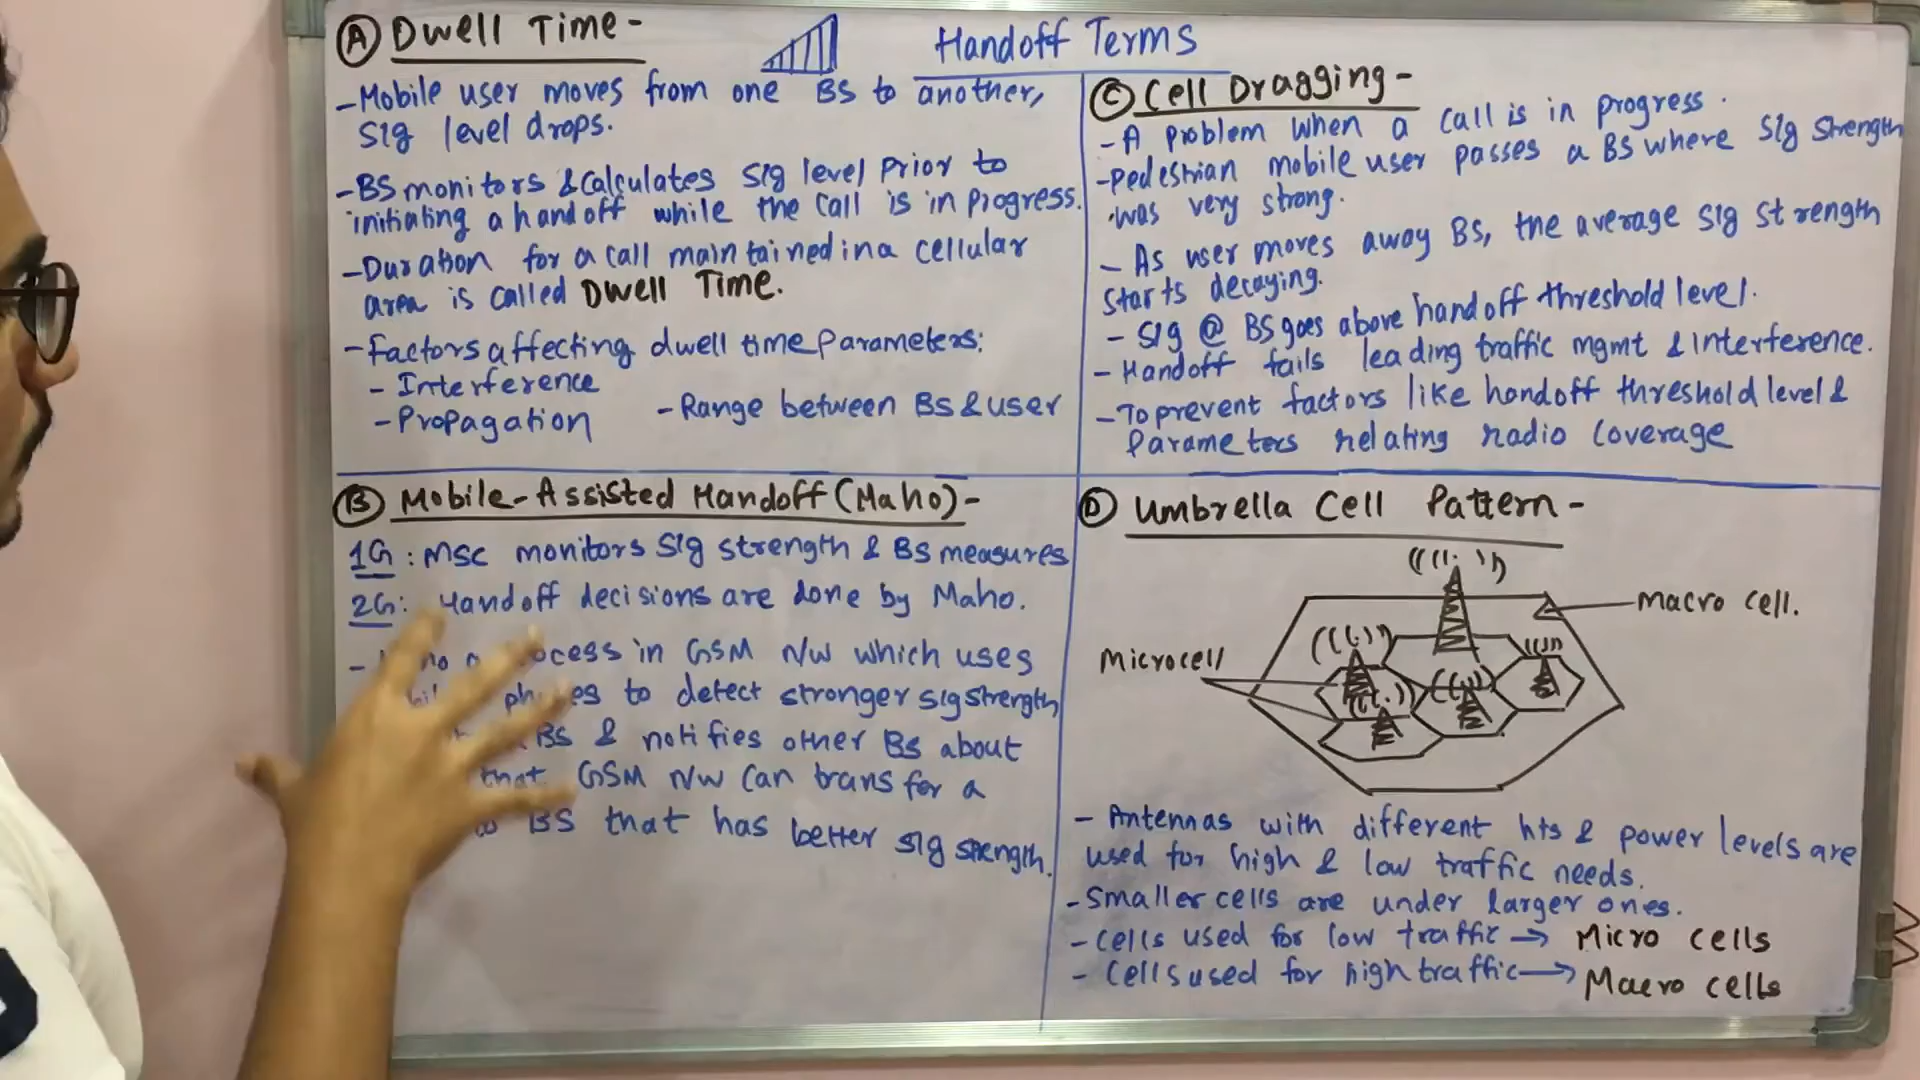 Handoff Terms
A Dwell Time -
- Mobile user moves from one BS to another,
sig level drops.
- BS monitors & calculates sig level prior to
initiating a handoff while the call is in progress.
- Duration for a call maintained in a cellular
area is called Dwell Time.
- Factors affecting dwell time parameters:
- Interference
- Propagation - Range between BS & user
B Mobile-Assisted Handoff (Maho) -
1G : MSC monitors sig strength & BS measures
2G : Handoff decisions are done by Maho.
- in GSM N/W which uses
to detect stronger sig strength
BS & notifies other BS about
that GSM N/W can trans for a
BS that has better sig strength.
C Cell Dragging -
- A problem when a call is in progress.
- Pedestrian mobile user passes a BS where sig strength
was very strong.
- As user moves away BS, the average sig strength
starts decaying.
- Sig @ BS goes above handoff threshold level.
- Handoff fails leading traffic mgmt & interference.
- To prevent factors like handoff threshold level &
parameters relating radio coverage
D Umbrella Cell Pattern -
Macro cell.
Microcell
- Antennas with different hts & power levels are
used for high & low traffic needs.
- Smaller cells are under larger ones.
- Cells used for low traffic → Micro cells
- Cells used for high traffic → Macro cells